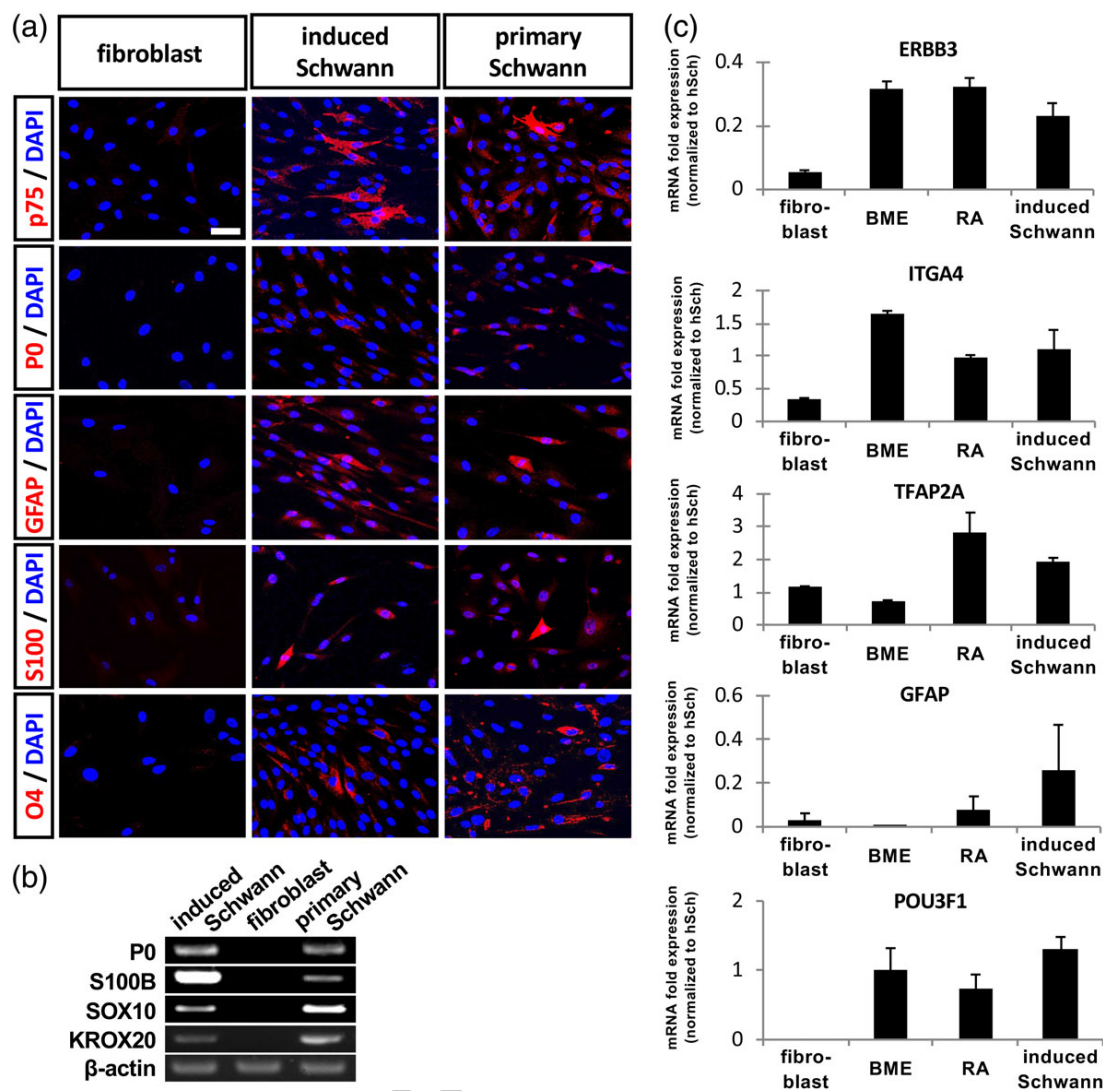 (a)
fibroblast
induced
Schwann
primary
Schwann
p75 / DAPI
P0 / DAPI
GFAP / DAPI
S100 / DAPI
O4 / DAPI
(b)
induced
Schwann
fibroblast
primary
Schwann
P0
S100B
SOX10
KROX20
β-actin
(c)
ERBB3
mRNA fold expression
(normalized to hSch)
0.4
0.2
0
fibro-
blast
BME
RA
induced
Schwann
ITGA4
mRNA fold expression
(normalized to hSch)
2
1.5
1
0.5
0
fibro-
blast
BME
RA
induced
Schwann
TFAP2A
mRNA fold expression
(normalized to hSch)
4
3
2
1
0
fibro-
blast
BME
RA
induced
Schwann
GFAP
mRNA fold expression
(normalized to hSch)
0.6
0.4
0.2
0
fibro-
blast
BME
RA
induced
Schwann
POU3F1
mRNA fold expression
(normalized to hSch)
2
1
0
fibro-
blast
BME
RA
induced
Schwann